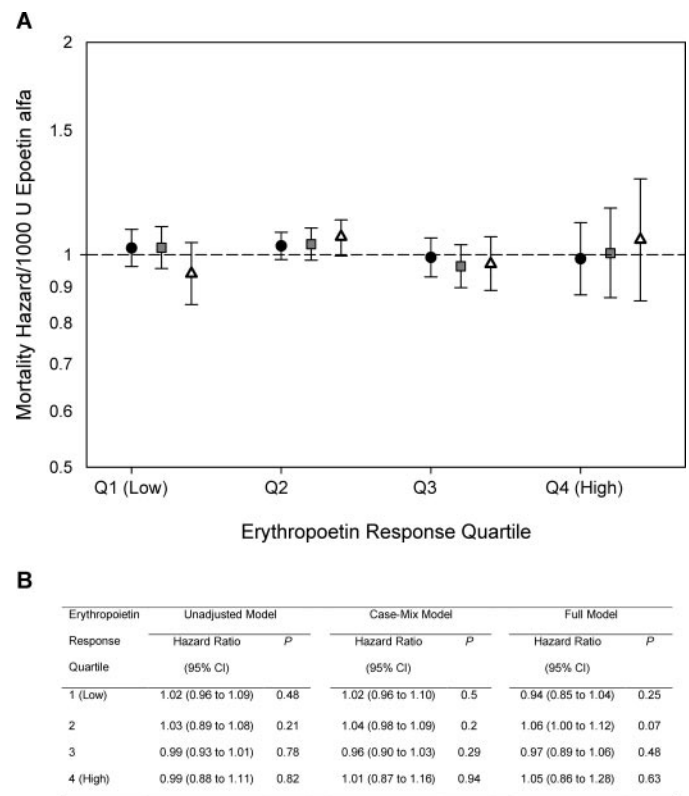 A
2
1.5
1
0.9
0.8
0.7
0.6
0.5
Mortality Hazard/1000 U Epoetin alfa
Q1 (Low) Q2 Q3 Q4 (High)
Erythropoetin Response Quartile
B
Erythropoietin Unadjusted Model Case-Mix Model Full Model
Response Hazard Ratio P Hazard Ratio P Hazard Ratio P
Quartile (95% CI) (95% CI) (95% CI)
1 (Low) 1.02 (0.96 to 1.09) 0.48 1.02 (0.96 to 1.10) 0.5 0.94 (0.85 to 1.04) 0.25
2 1.03 (0.89 to 1.08) 0.21 1.04 (0.98 to 1.09) 0.2 1.06 (1.00 to 1.12) 0.07
3 0.99 (0.93 to 1.01) 0.78 0.96 (0.90 to 1.03) 0.29 0.97 (0.89 to 1.06) 0.48
4 (High) 0.99 (0.88 to 1.11) 0.82 1.01 (0.87 to 1.16) 0.94 1.05 (0.86 to 1.28) 0.63